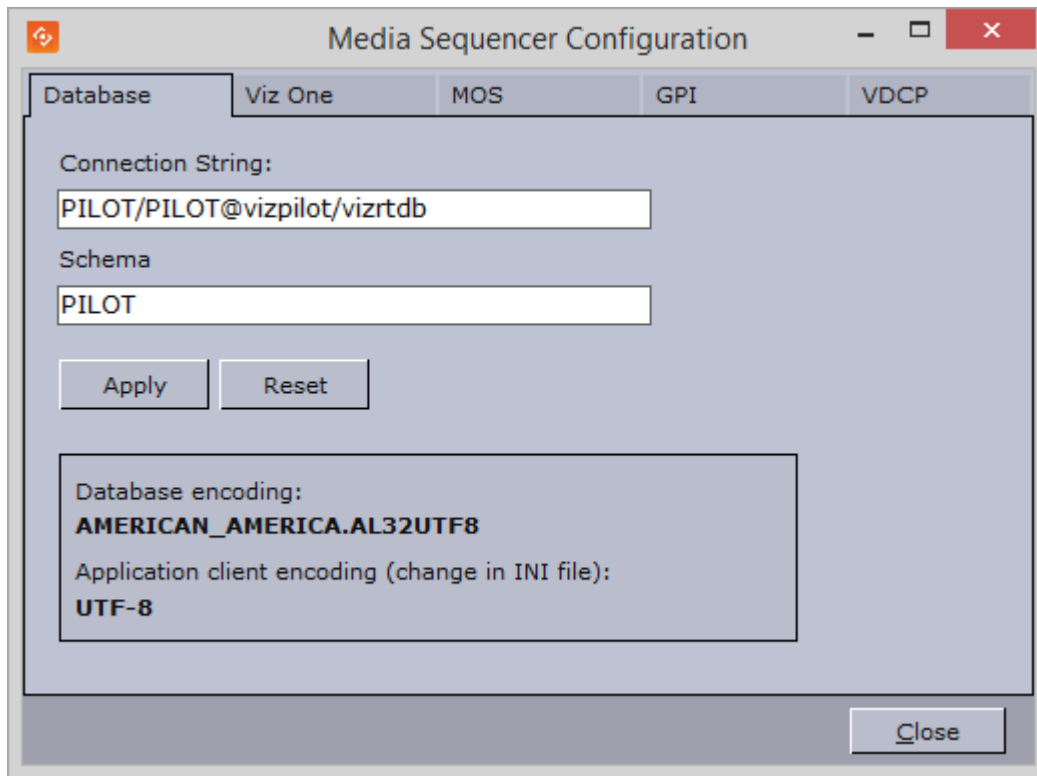 Media Sequencer Configuration
Database Viz One MOS GPI VDCP
Connection String:
PILOT/PILOT@vizpilot/vizrtdb
Schema
PILOT
Apply Reset
Database encoding:
AMERICAN_AMERICA.AL32UTF8
Application client encoding (change in INI file):
UTF-8
Close